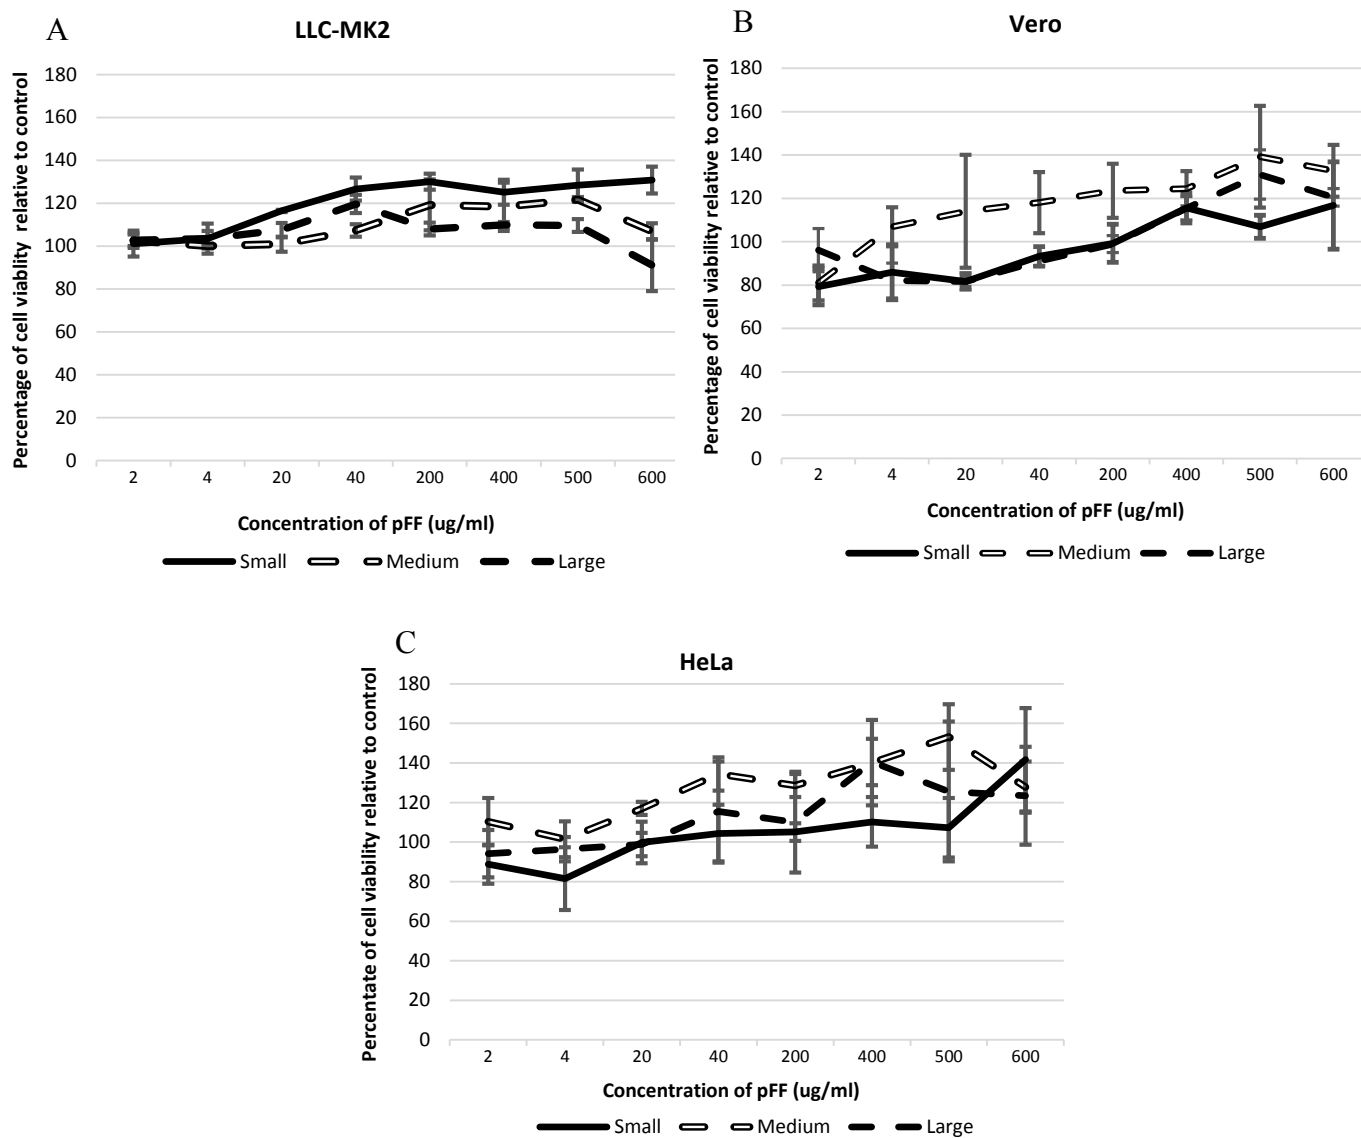 A
LLC-MK2
Percentage of cell viability relative to control
180
160
140
120
100
80
60
40
20
0
2 4 20 40 200 400 500 600
Concentration of pFF (ug/ml)
Small Medium Large
B
Vero
Percentage of cell viability relative to control
180
160
140
120
100
80
60
40
20
0
2 4 20 40 200 400 500 600
Concentration of pFF (ug/ml)
Small Medium Large
C
HeLa
Percentate of cell viability relative to control
180
160
140
120
100
80
60
40
20
0
2 4 20 40 200 400 500 600
Concentration of pFF (ug/ml)
Small Medium Large